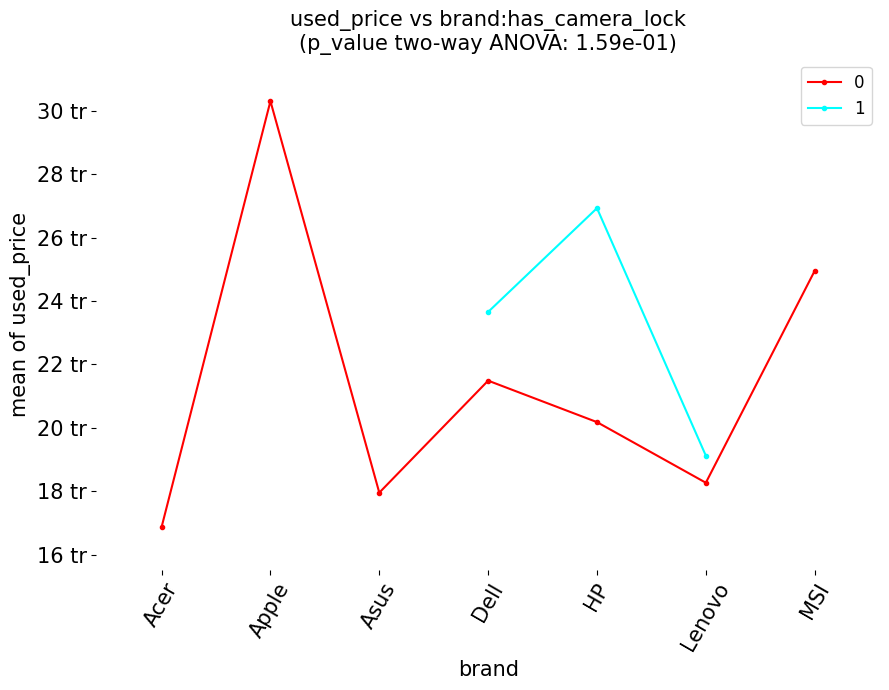 used_price vs brand:has_camera_lock
(p_value two-way ANOVA: 1.59e-01)
0
1
30 tr
28 tr
26 tr
24 tr
22 tr
20 tr
18 tr
16 tr
mean of used_price
Acer
Apple
Asus
Dell
HP
Lenovo
MSI
brand